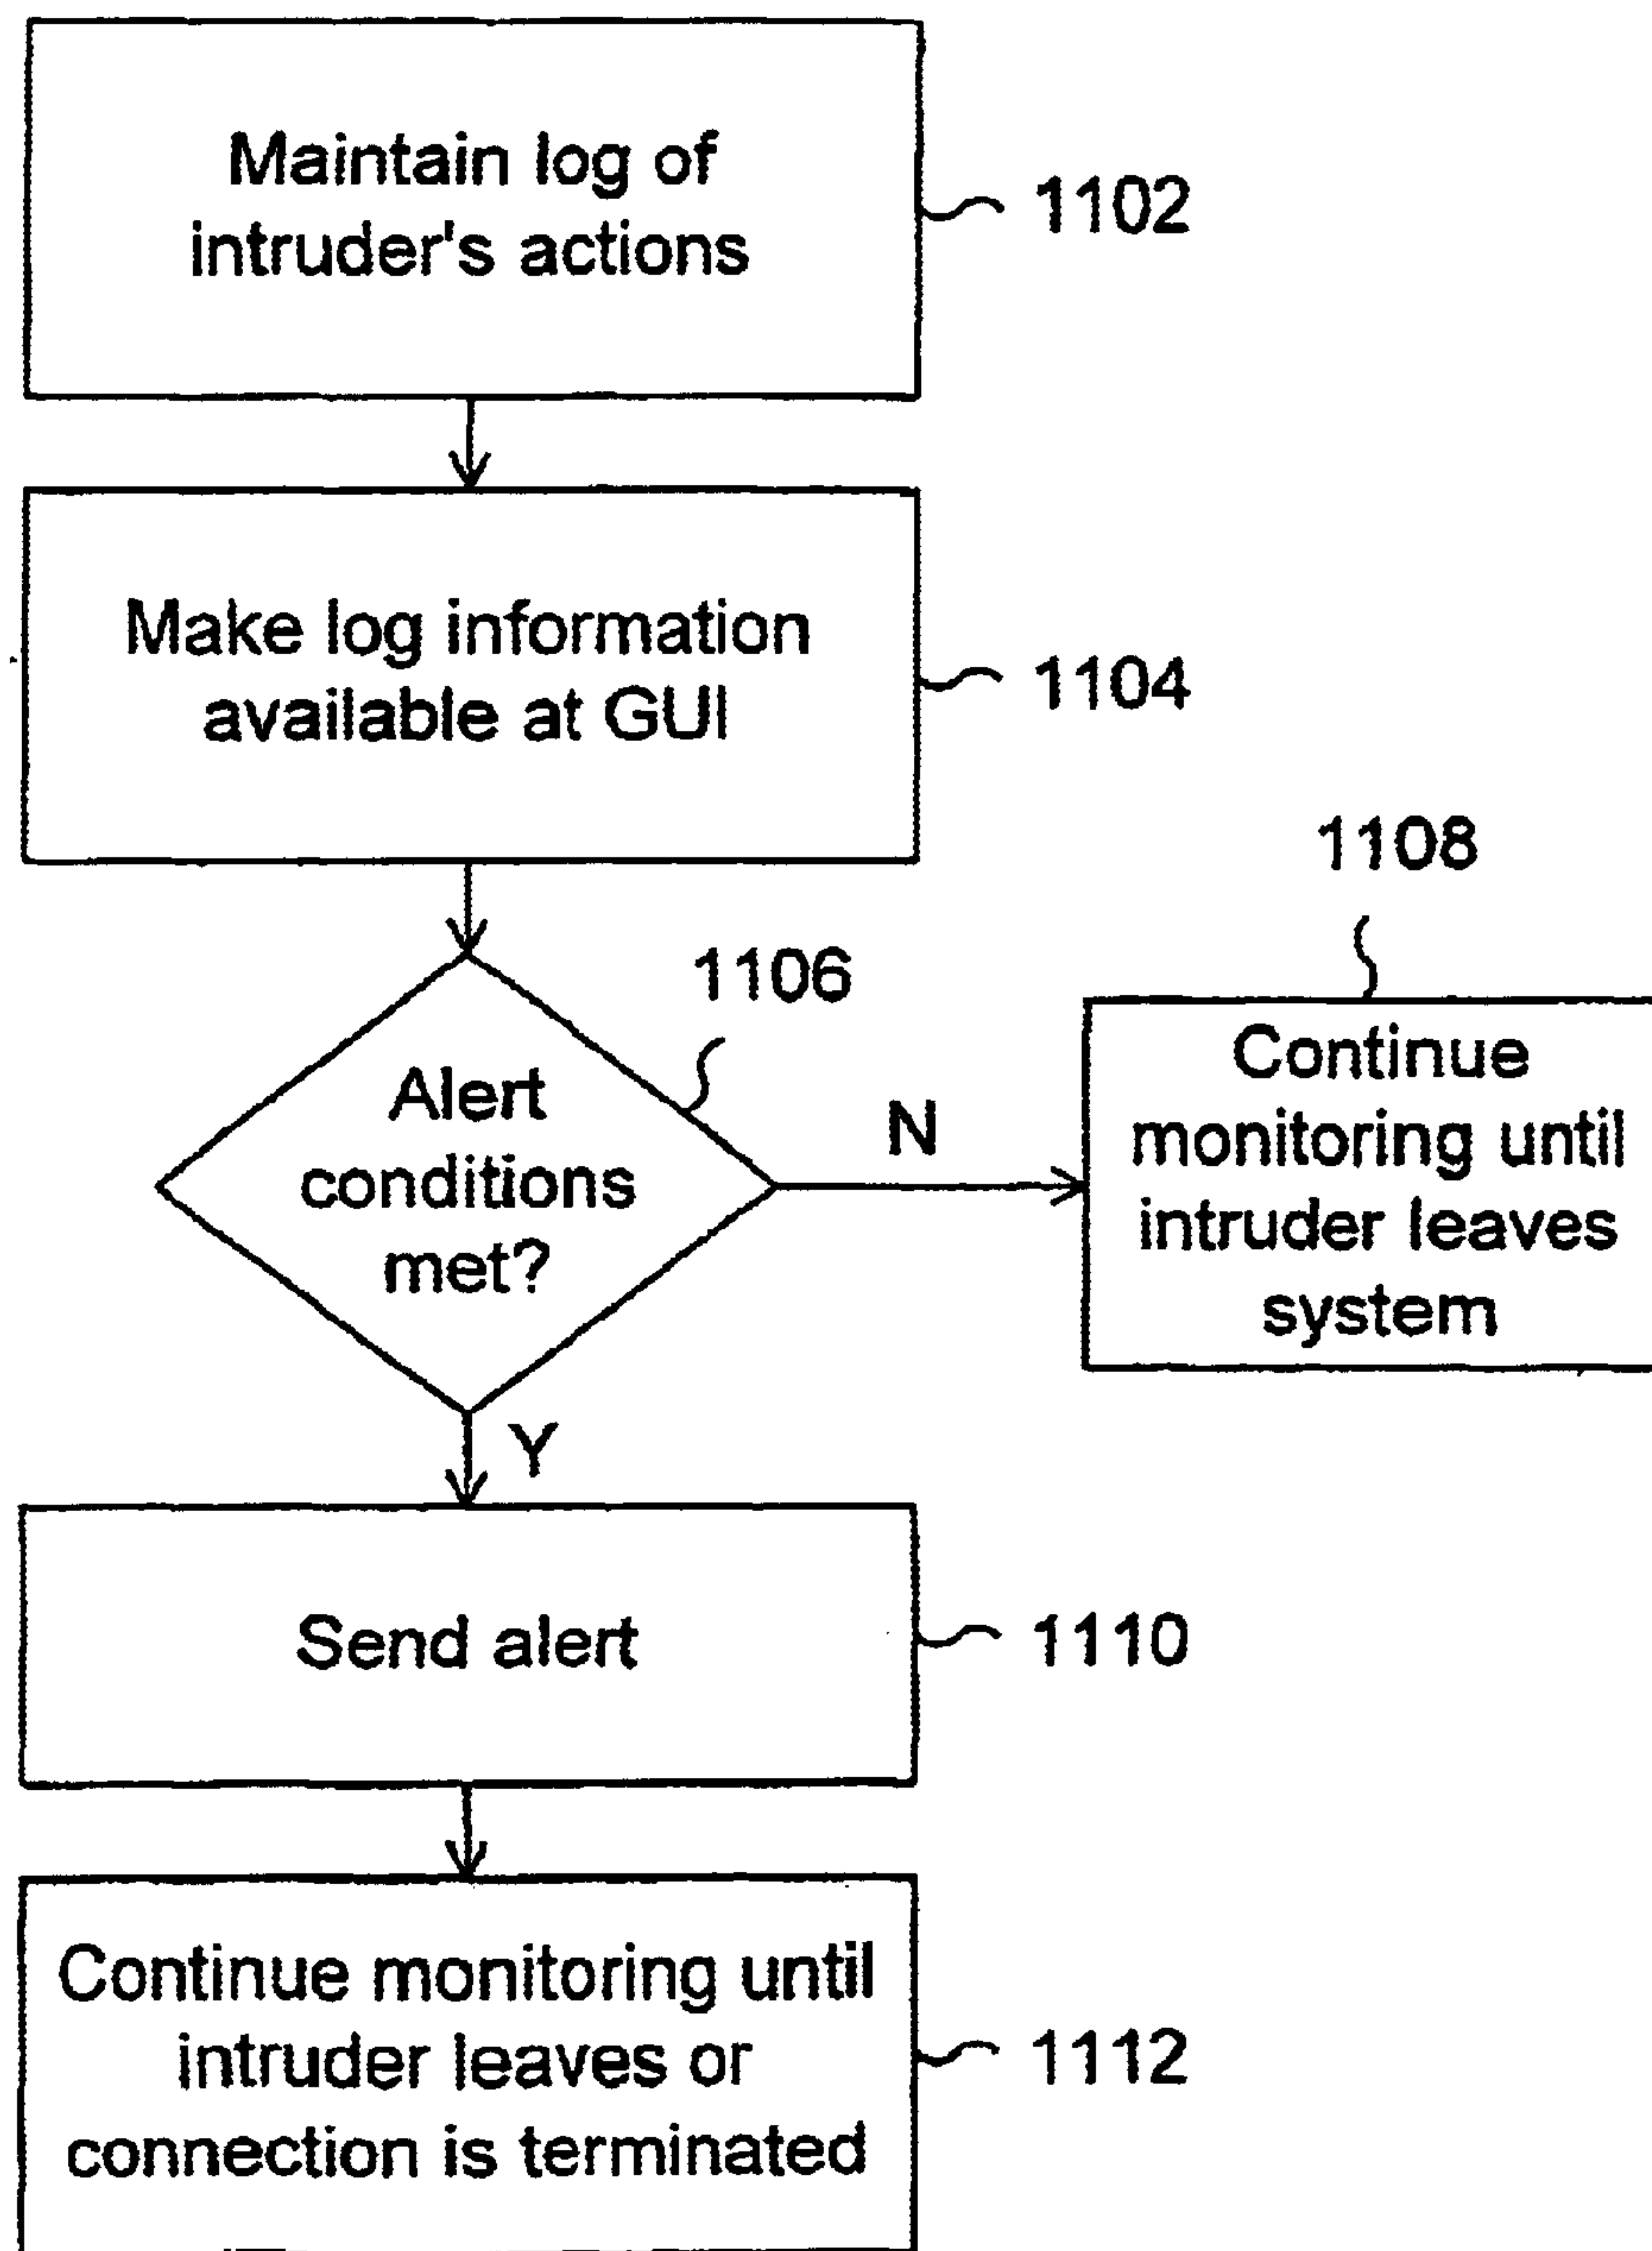 Maintain log of
intruder's actions
1102
Make log information
available at GUI
1104
1106
Alert
conditions
met?
N
1108
Continue
monitoring until
intruder leaves
system
Y
Send alert
1110
Continue monitoring until
intruder leaves or
connection is terminated
1112